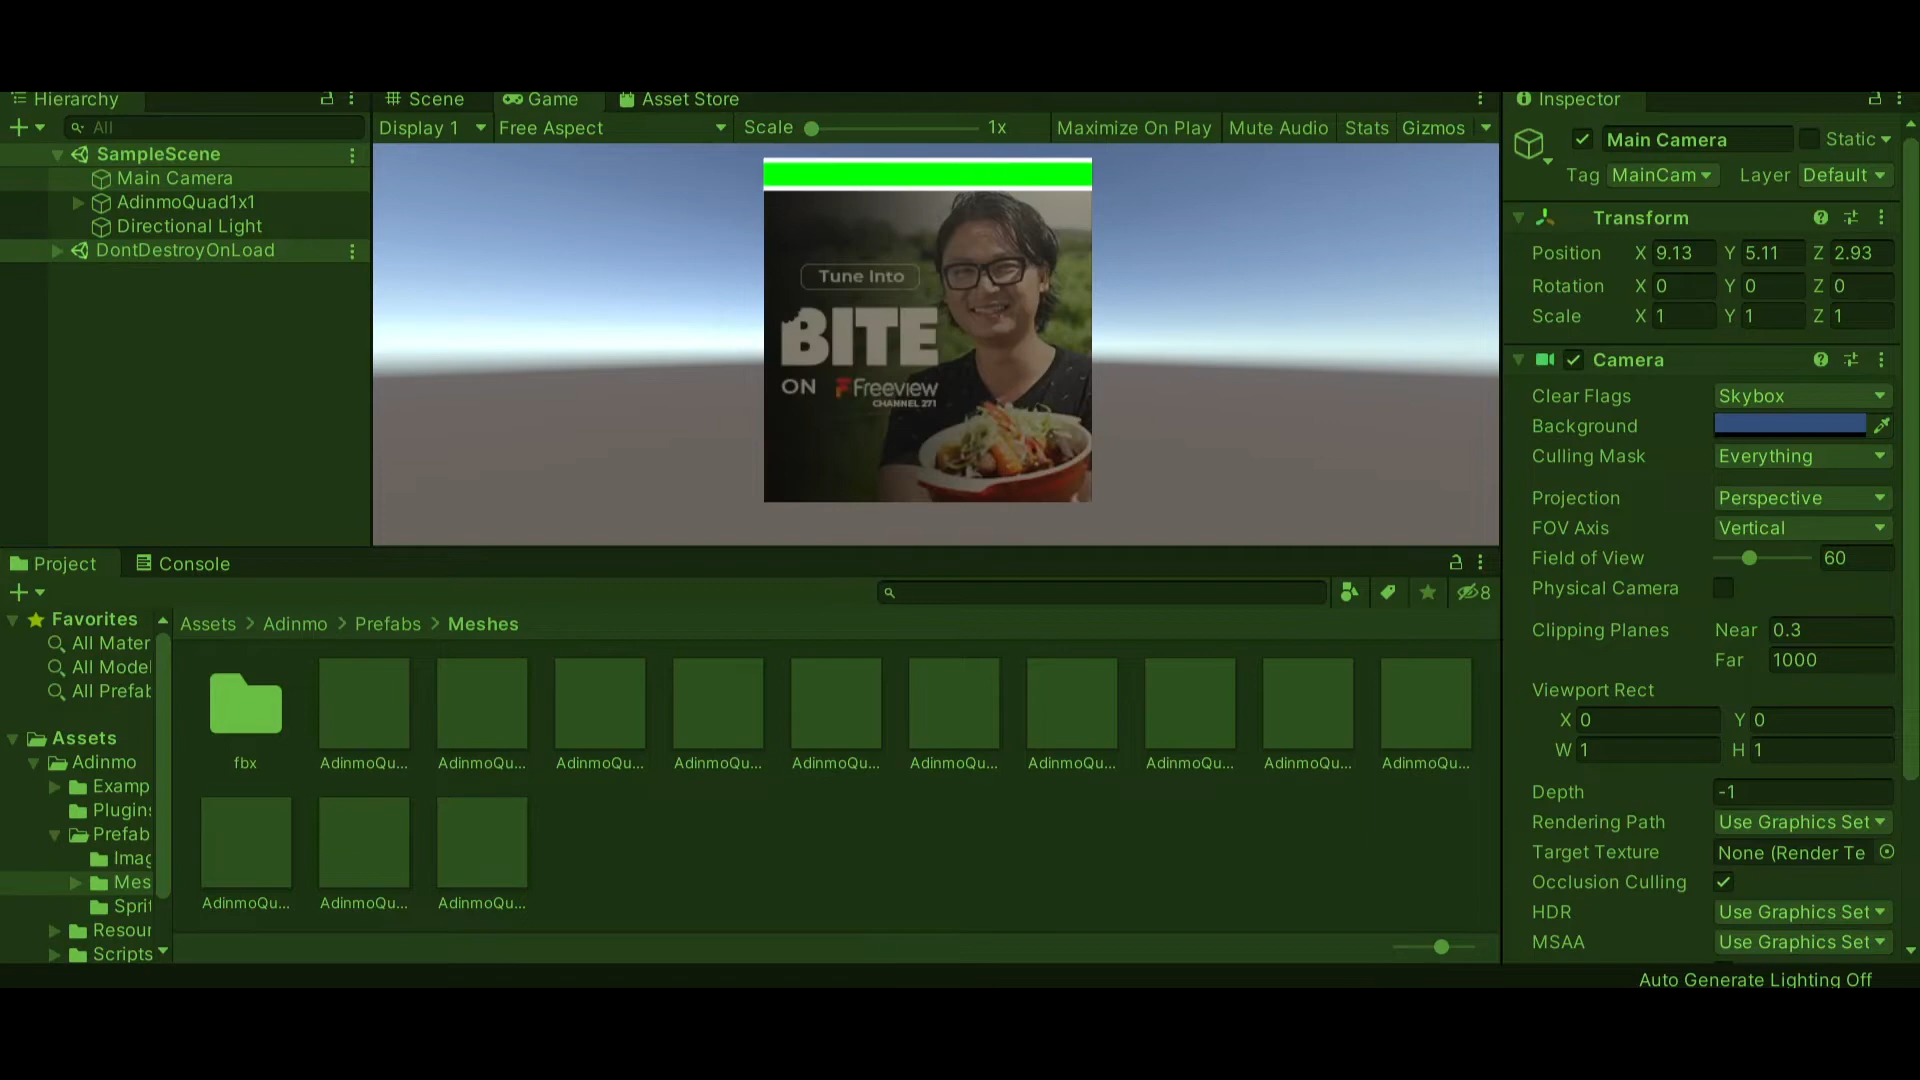 Hierarchy
All
SampleScene
Main Camera
AdinmoQuad1x1
Directional Light
DontDestroyOnLoad
Scene
Game
Asset Store
Display 1
Free Aspect
Scale
1x
Maximize On Play
Mute Audio
Stats
Gizmos
Tune Into
BITE
ON Freeview
CHANNEL 271
Inspector
Main Camera
Static
Tag MainCam
Layer Default
Transform
Position X 9.13 Y 5.11 Z 2.93
Rotation X 0 Y 0 Z 0
Scale X 1 Y 1 Z 1
Camera
Clear Flags Skybox
Background
Culling Mask Everything
Projection Perspective
FOV Axis Vertical
Field of View 60
Physical Camera
Clipping Planes Near 0.3
Far 1000
Viewport Rect
X 0 Y 0
W 1 H 1
Depth -1
Rendering Path Use Graphics Set
Target Texture None (Render Te
Occlusion Culling
HDR Use Graphics Set
MSAA Use Graphics Set
Project
Console
8
Favorites
All Mater
All Model
All Prefab
Assets
Adinmo
Examp
Plugins
Prefab
Imag
Mes
Sprit
Resour
Scripts
Assets > Adinmo > Prefabs > Meshes
fbx
AdinmoQu...
AdinmoQu...
AdinmoQu...
AdinmoQu...
AdinmoQu...
AdinmoQu...
AdinmoQu...
AdinmoQu...
AdinmoQu...
AdinmoQu...
AdinmoQu...
AdinmoQu...
AdinmoQu...
Auto Generate Lighting Off